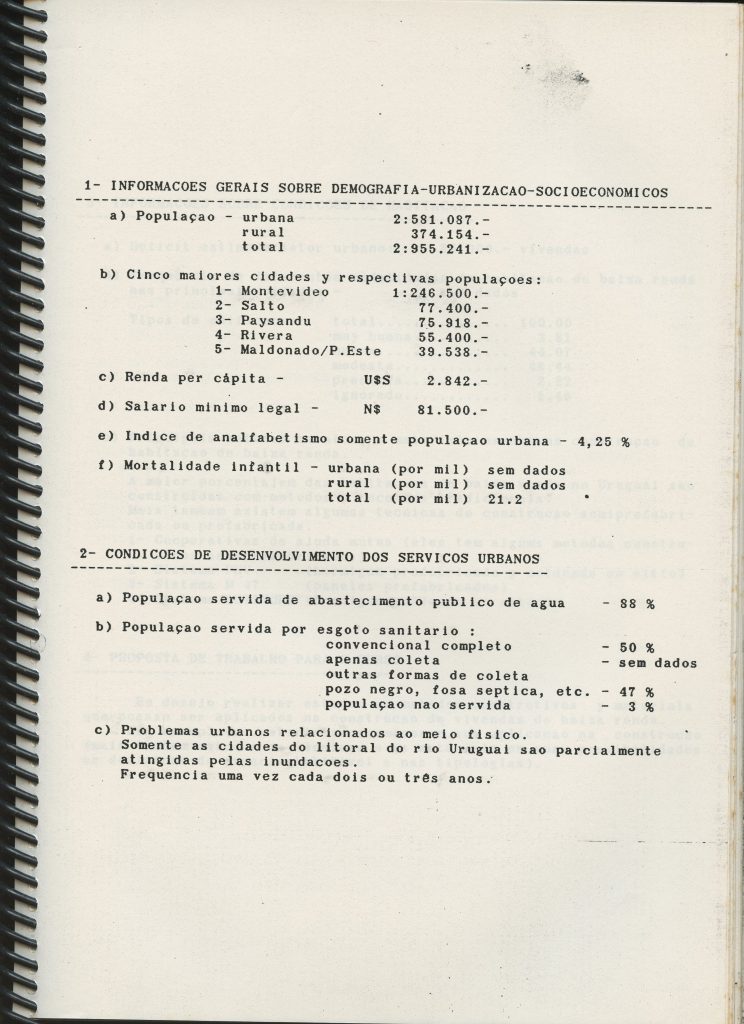 1- INFORMACOES GERAIS SOBRE DEMOGRAFIA-URBANIZACAO-SOCIOECONOMICOS
a) Populaçao - urbana 2:581.087.-
rural 374.154.-
total 2:955.241.-
b) Cinco maiores cidades y respectivas populaçoes:
1- Montevideo 1:246.500.-
2- Salto 77.400.-
3- Paysandu 75.918.-
4- Rivera 55.400.-
5- Maldonado/P.Este 39.538.-
c) Renda per cápita - U$S 2.842.-
d) Salario minimo legal - N$ 81.500.-
e) Indice de analfabetismo somente populaçao urbana - 4,25 %
f) Mortalidade infantil - urbana (por mil) sem dados
rural (por mil) sem dados
total (por mil) 21.2
2- CONDICOES DE DESENVOLVIMENTO DOS SERVICOS URBANOS
a) Populaçao servida de abastecimento publico de agua - 88 %
b) Populaçao servida por esgoto sanitario :
convencional completo - 50 %
apenas coleta - sem dados
outras formas de coleta
pozo negro, fosa septica, etc. - 47 %
populaçao nao servida - 3 %
c) Problemas urbanos relacionados ao meio fisico.
Somente as cidades do litoral do rio Uruguai sao parcialmente
atingidas pelas inundacoes.
Frequencia uma vez cada dois ou três anos.